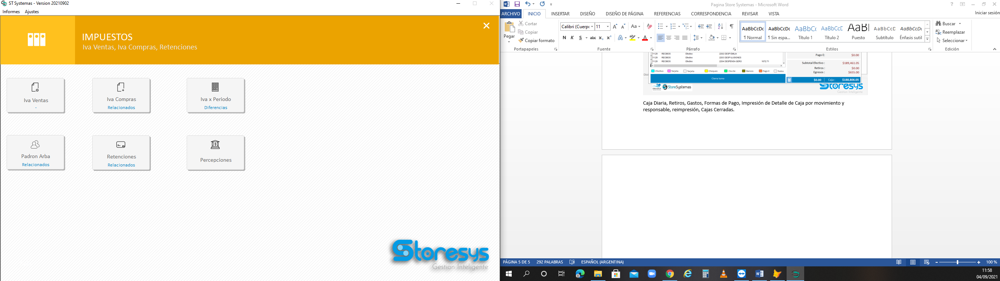 ST Systemas - Version 20210902
Informes Ajustes
IMPUESTOS
Iva Ventas, Iva Compras, Retenciones
Iva Ventas
-
Iva Compras
Relacionados
Iva x Periodo
Diferencias
Padron Arba
Relacionados
Retenciones
Relacionados
Percepciones
Storesys
Gestion Inteligente
Pagina Store Systemas - Microsoft Word
Iniciar sesión
ARCHIVO INICIO INSERTAR DISEÑO DISEÑO DE PÁGINA REFERENCIAS CORRESPONDENCIA REVISAR VISTA
Pegar
Cortar
Copiar
Copiar formato
Portapapeles
Calibri (Cuerpo 11
N K S abc x₂ x²
Fuente
Párrafo
AaBbCcDc AaBbCcDc AaBbCc AaBbCcD AaBl AaBbCcD AaBbCcDc
¶ Normal ¶ Sin espa... Título 1 Título 2 Puesto Subtítulo Énfasis sutil
Estilos
Buscar
Reemplazar
Seleccionar
Edición
11:29 RECIBOS Efectivo 2202 DESP EMILIA
11:29 RECIBOS Efectivo 2203 DESP ILUSIONES
11:29 RECIBOS Efectivo 2204 DESPENSA GERO 1672.71
Efectivo Tarjeta Tarjeta Cheques Cta cte Bancos Pago E Todos
Cierra turno
Pago E: $0.00
Subtotal Efectivo : $189,461.05
Retiros : $0.00
Egresos : $655.00
$0.00 Caja : $188,806.05
Dist
StoreSystemas
Storesys
Gestion Inteligente
Caja Diaria, Retiros, Gastos, Formas de Pago, Impresión de Detalle de Caja por movimiento y
responsable, reimpresión, Cajas Cerradas.
PÁGINA 5 DE 5 292 PALABRAS ESPAÑOL (ARGENTINA) 100 %
11:58
04/09/2021